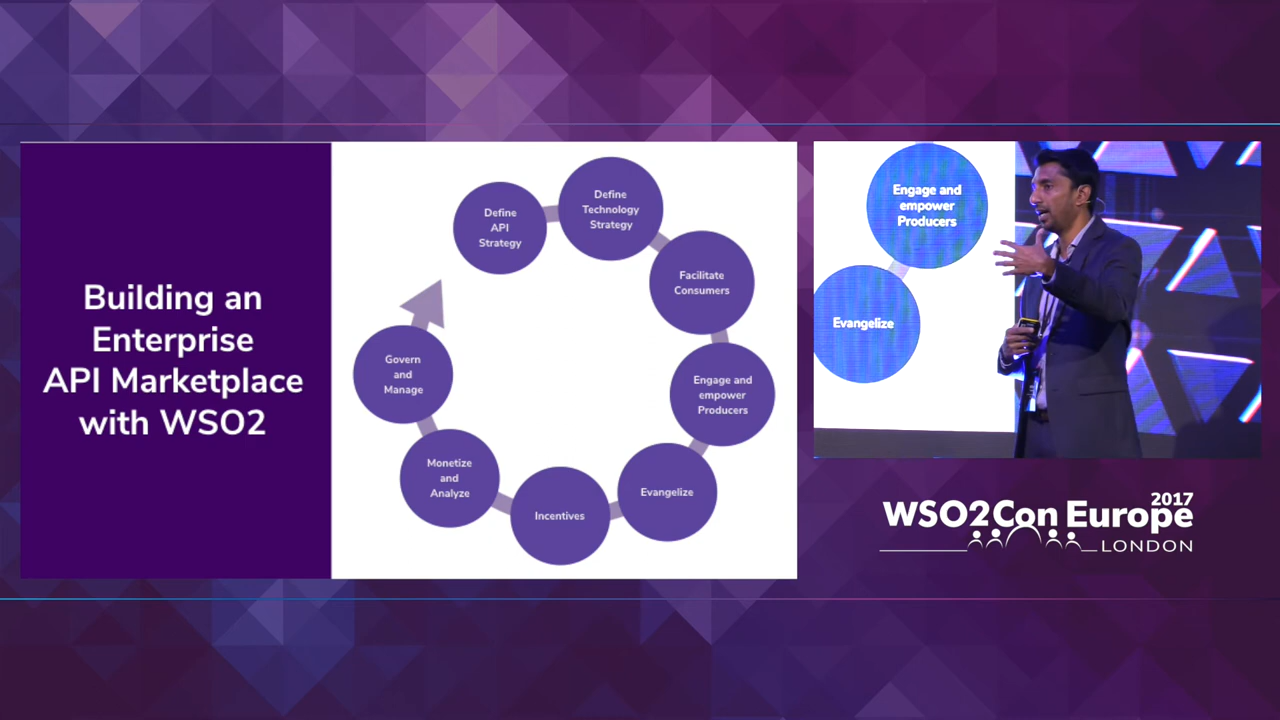 Building an
Enterprise
API Marketplace
with WSO2
Define
API
Strategy
Define
Technology
Strategy
Facilitate
Consumers
Engage and
empower
Producers
Evangelize
Incentives
Monetize
and
Analyze
Govern
and
Manage
Engage and
empower
Producers
Evangelize
2017
WSO2Con Europe
LONDON